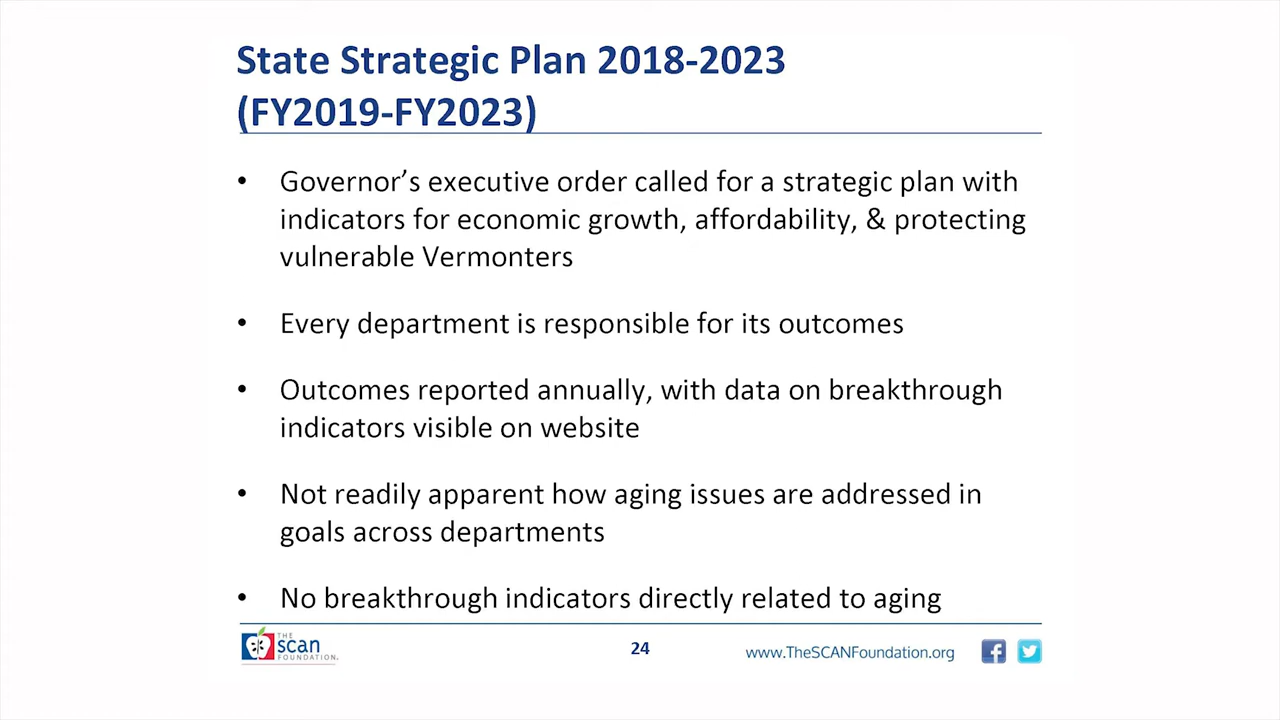 State Strategic Plan 2018-2023
(FY2019-FY2023)
• Governor’s executive order called for a strategic plan with
indicators for economic growth, affordability, & protecting
vulnerable Vermonters
• Every department is responsible for its outcomes
• Outcomes reported annually, with data on breakthrough
indicators visible on website
• Not readily apparent how aging issues are addressed in
goals across departments
• No breakthrough indicators directly related to aging
THE
scan
FOUNDATION.
24
www.TheSCANFoundation.org